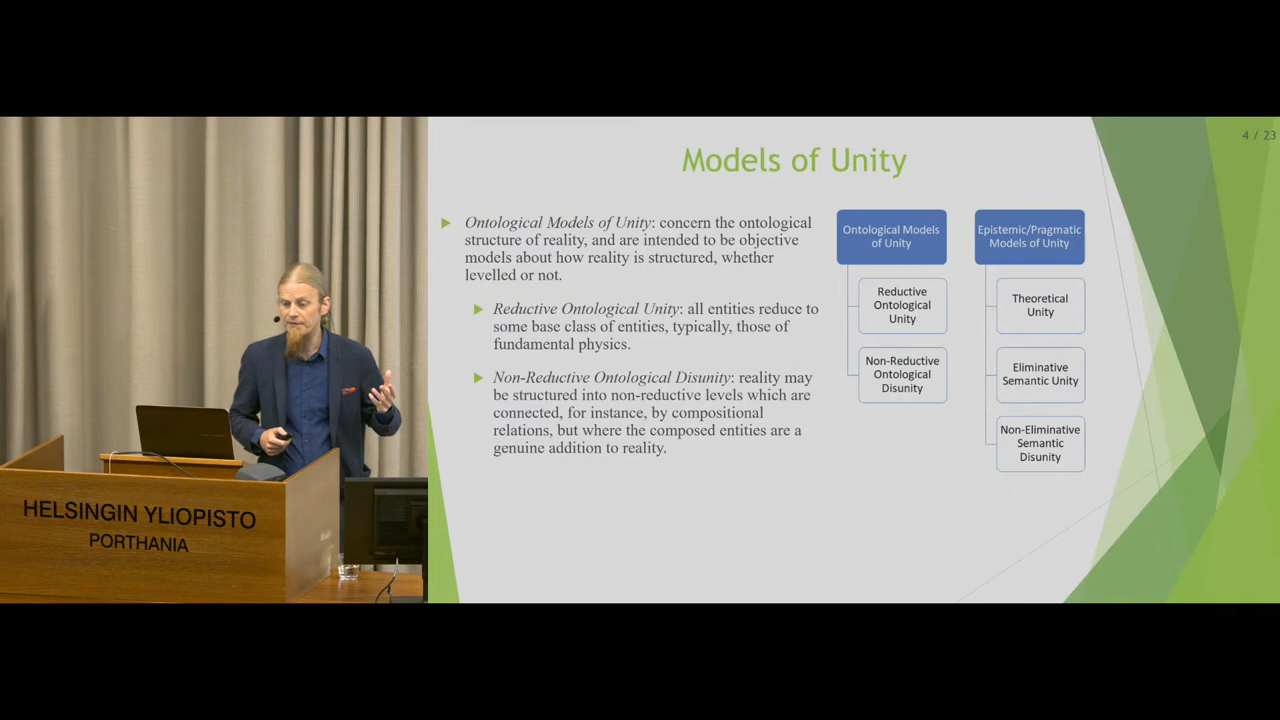 4 / 23
Models of Unity
Ontological Models of Unity: concern the ontological
structure of reality, and are intended to be objective
models about how reality is structured, whether
levelled or not.
Reductive Ontological Unity: all entities reduce to
some base class of entities, typically, those of
fundamental physics.
Non-Reductive Ontological Disunity: reality may
be structured into non-reductive levels which are
connected, for instance, by compositional
relations, but where the composed entities are a
genuine addition to reality.
Ontological Models
of Unity
Reductive
Ontological
Unity
Non-Reductive
Ontological
Disunity
Epistemic/Pragmatic
Models of Unity
Theoretical
Unity
Eliminative
Semantic Unity
Non-Eliminative
Semantic
Disunity
HELSINGIN YLIOPISTO
PORTHANIA